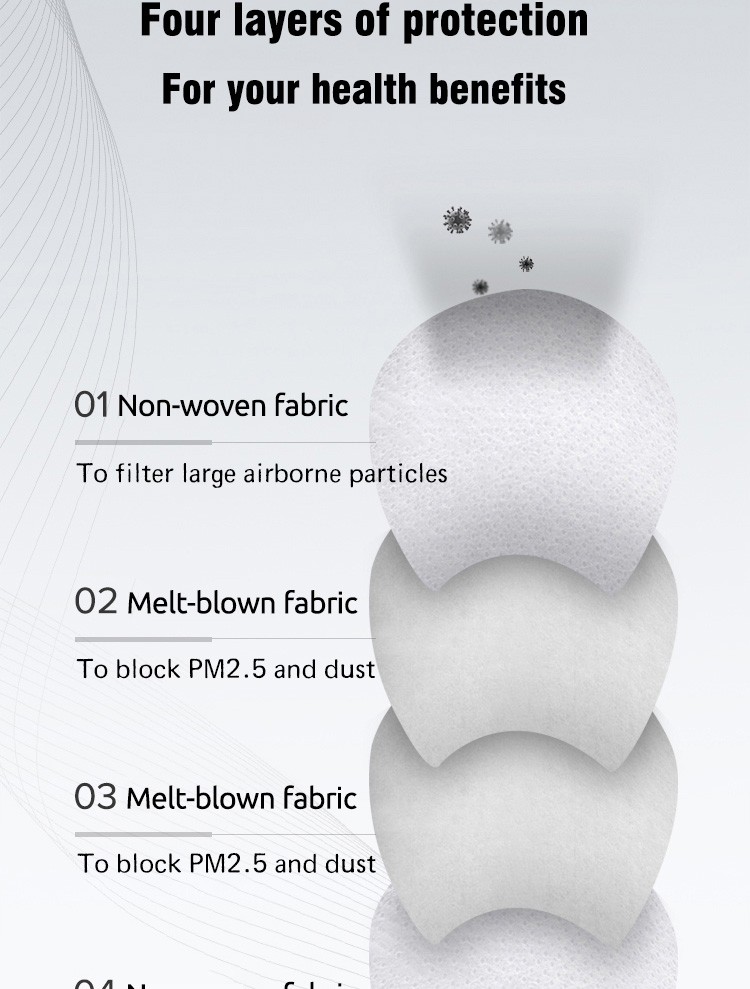 Four layers of protection
For your health benefits
01 Non-woven fabric
To filter large airborne particles
02 Melt-blown fabric
To block PM2.5 and dust
03 Melt-blown fabric
To block PM2.5 and dust